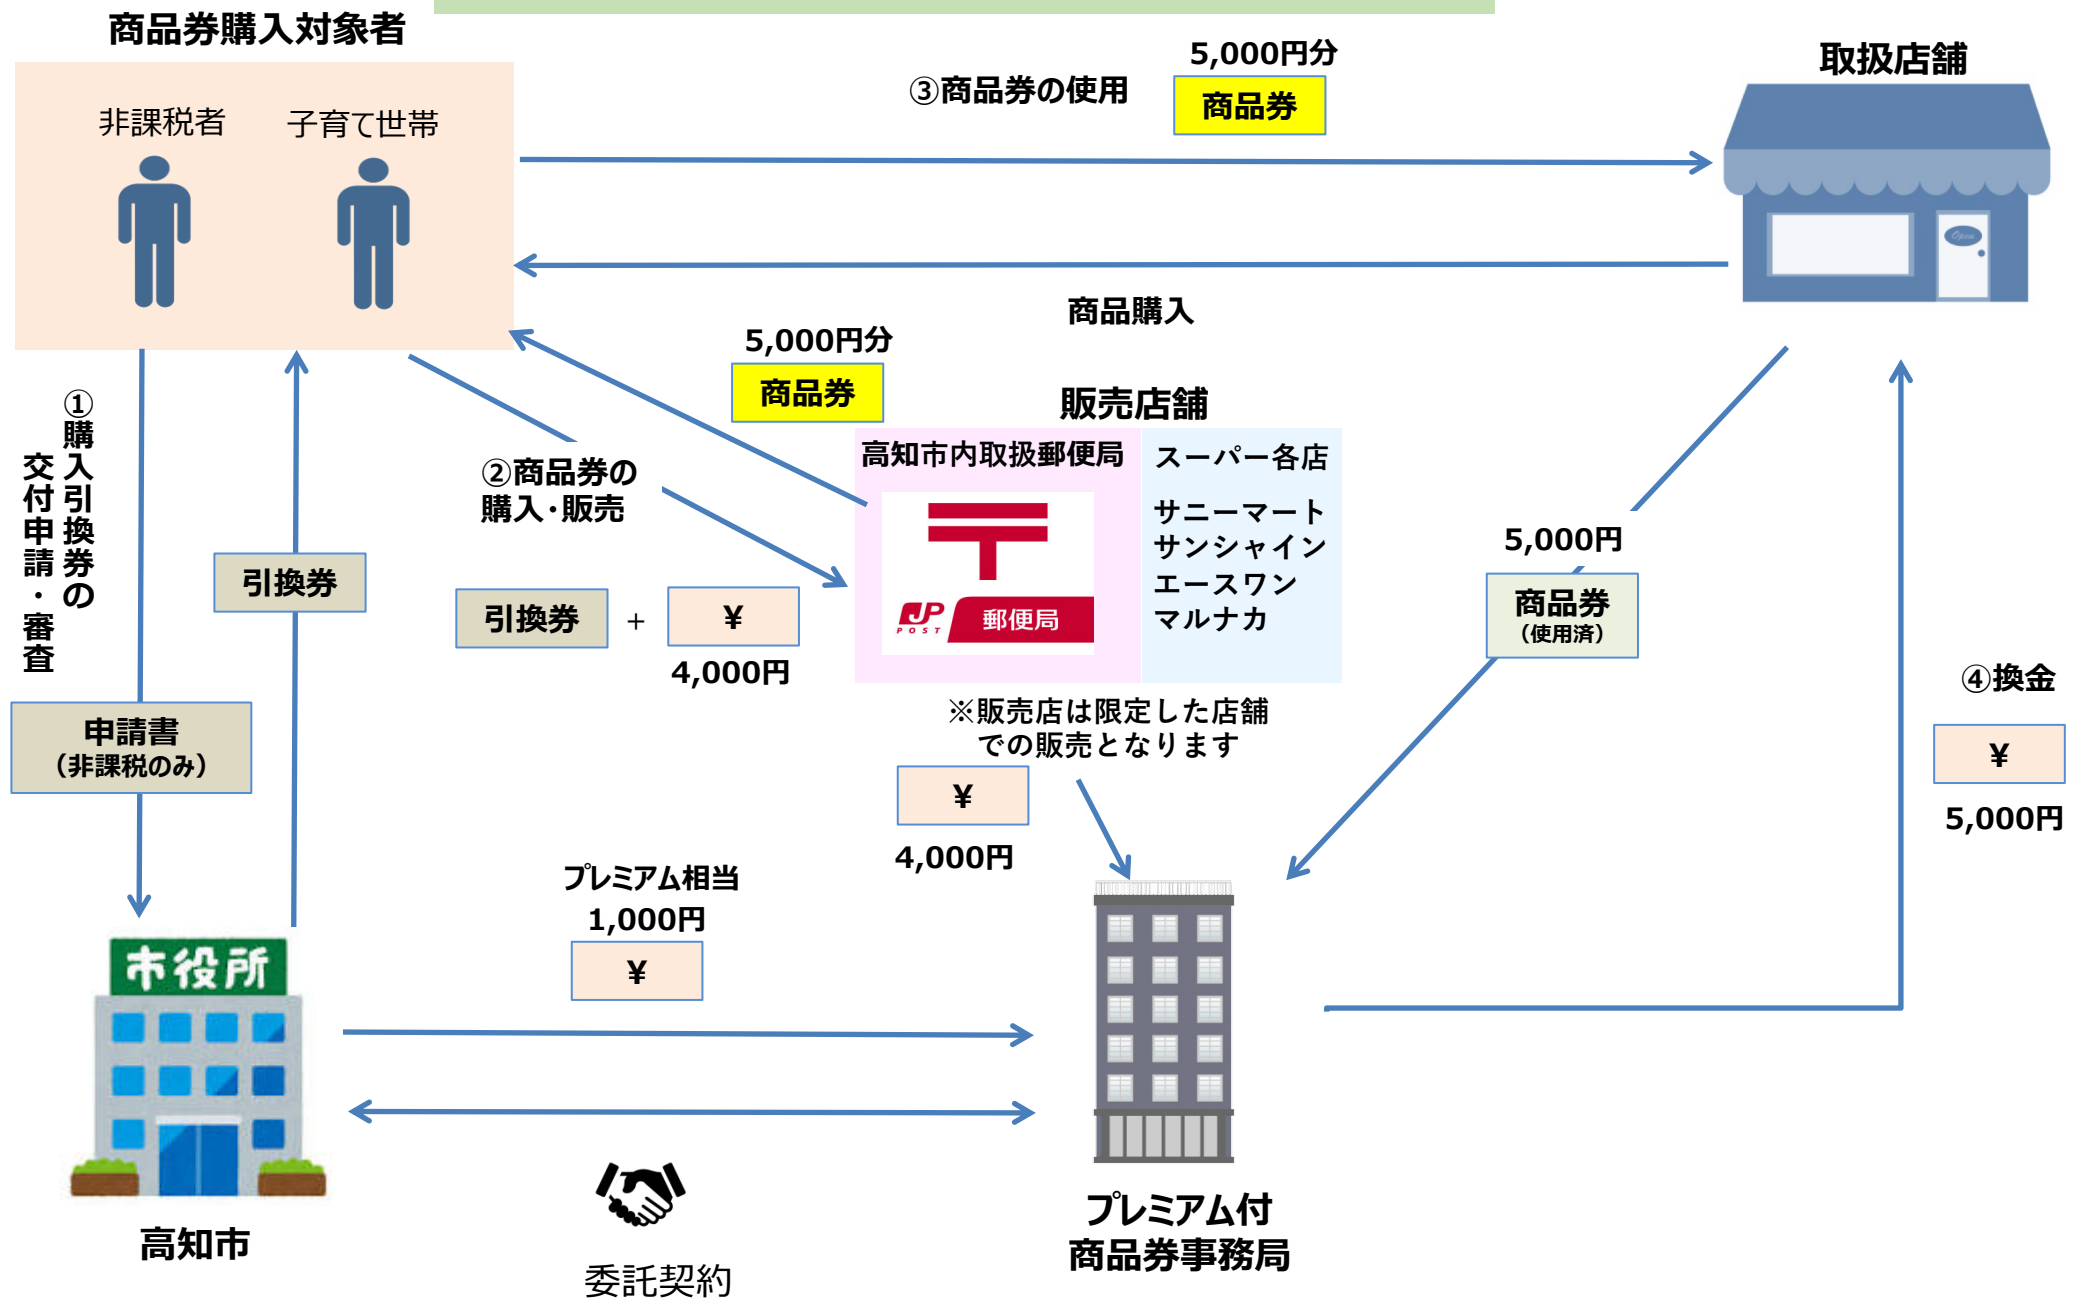 商品券購入対象者
非課税者
子育て世帯
③商品券の使用
5,000円分
商品券
取扱店舗
Open
商品購入
5,000円分
商品券
①購入引換券の
交付申請・審査
引換券
申請書
（非課税のみ）
②商品券の
購入・販売
引換券
+
¥
4,000円
販売店舗
高知市内取扱郵便局
JP
POST
郵便局
スーパー各店
サニーマート
サンシャイン
エースワン
マルナカ
※販売店は限定した店舗
での販売となります
¥
4,000円
5,000円
商品券
（使用済）
④換金
¥
5,000円
プレミアム相当
1,000円
¥
市役所
高知市
委託契約
プレミアム付
商品券事務局